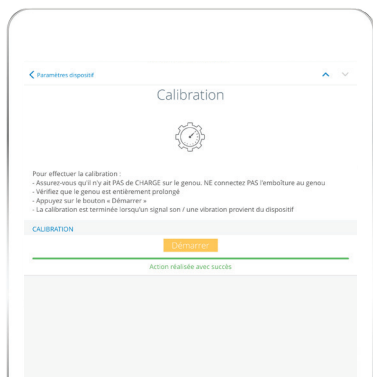 Paramètres dispositif
Calibration
Pour effectuer la calibration :
- Assurez-vous qu'il n'y ait PAS de CHARGE sur le genou. NE connectez PAS l'emboîture au genou
- Vérifiez que le genou est entièrement prolongé
- Appuyez sur le bouton « Démarrer »
- La calibration est terminée lorsqu'un signal son / une vibration provient du dispositif
CALIBRATION
Démarrer
Action réalisée avec succès